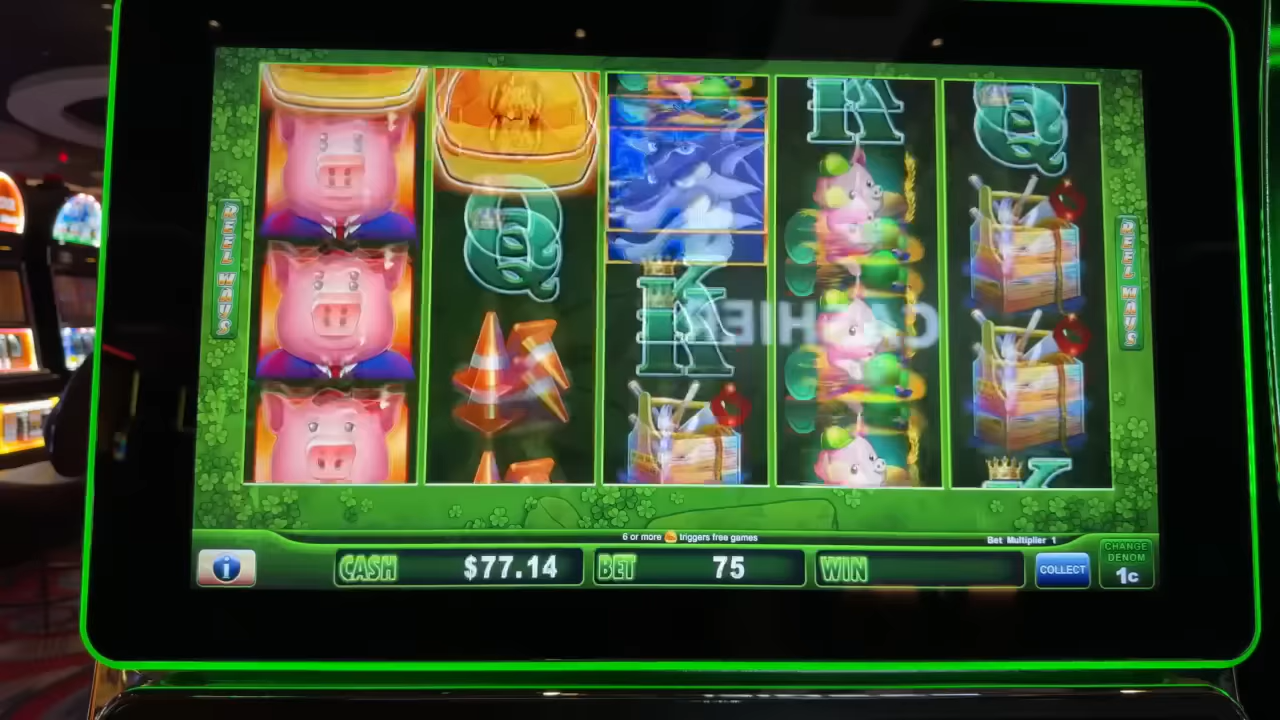 K
Q
Q
K
REEL WAYS
REEL WAYS
CASHIER
6 or more triggers free games
Bet Multiplier 1
CASH $77.14
BET 75
WIN
COLLECT
CHANGE
DENOM
1c